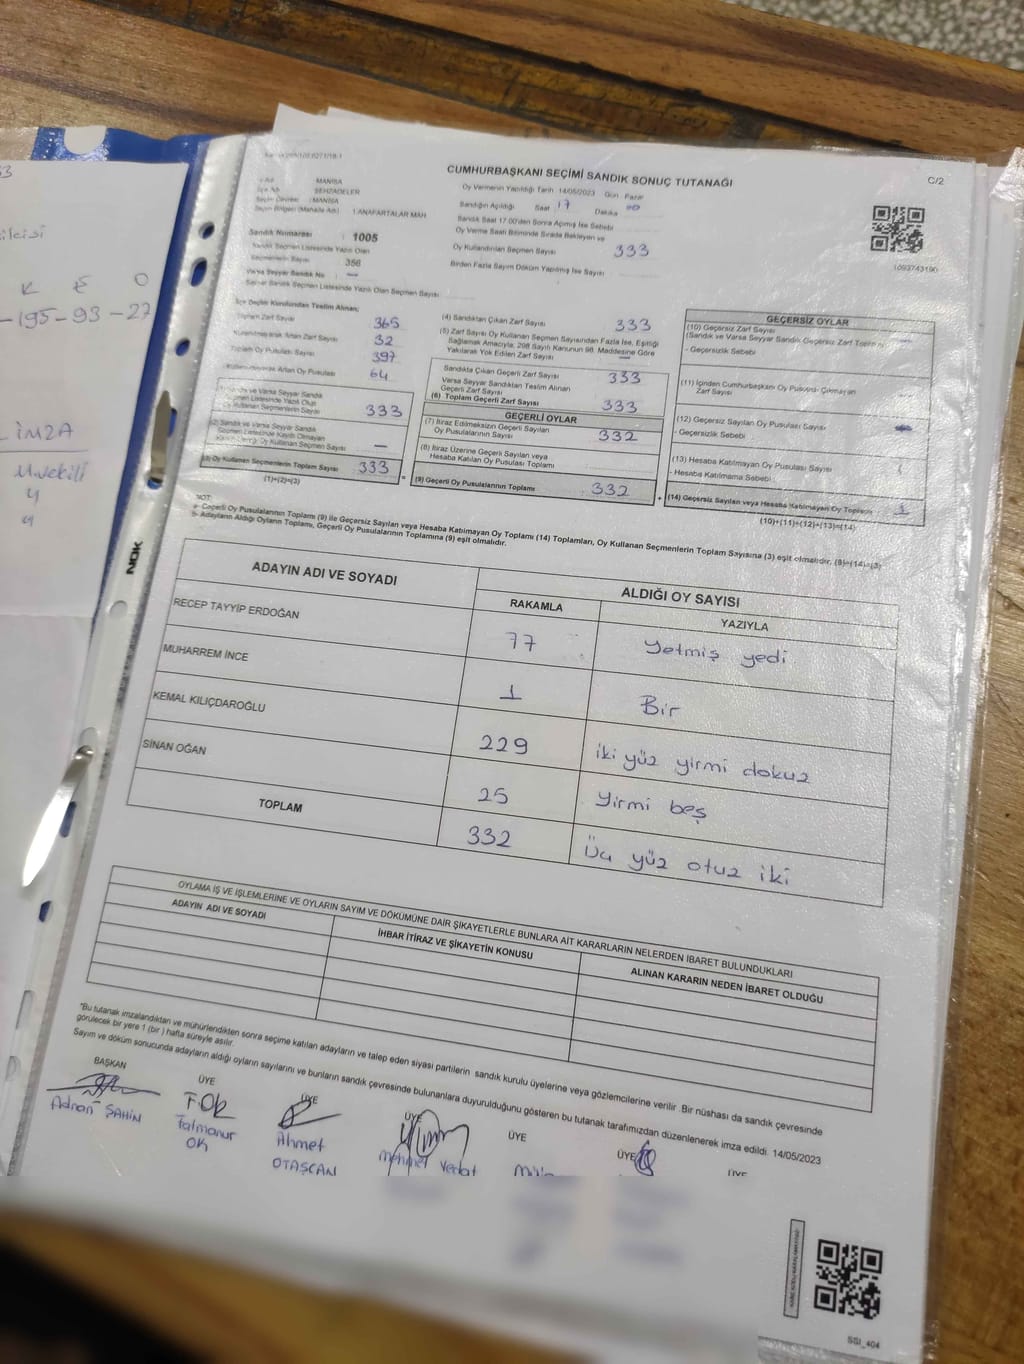 CUMHURBAŞKANI SEÇİMİ SANDIK SONUÇ TUTANAĞI
C/2
MANİSA
ŞEHZADELER
MANİSA
ANAFARTALAR MAH
Oy Vermenin Yapıldığı Tarih 14/05/2023 Gün Pazar
Sandığın Açıldığı Saat 17 Dakika 00
Sandık Saat 17.00'den Sonra Açılmış İse Sebebi
Oy Verme Saati Bitiminde Sırada Bekleyen ve
Oy Kullandırılan Seçmen Sayısı 333
Birden Fazla Sayım Döküm Yapılmış İse Sayısı
1093743190
Sandık Numarası 1005
Sandık Seçmen Listesinde Yazılı Olan
Seçmenlerin Sayısı 356
Varsa Seyyar Sandık No —
Seyyar Sandık Seçmen Listesinde Yazılı Olan Seçmen Sayısı
İlçe Seçim Kurulundan Teslim Alınan;
Toplam Zarf Sayısı 365
Kullanılmayarak Artan Zarf Sayısı 32
Toplam Oy Pusulası Sayısı 397
Kullanılmayarak Artan Oy Pusulası 64
(1) Sandık ve Varsa Seyyar Sandık
Seçmen Listesinde Yazılı Olup
Oy Kullanan Seçmenlerin Sayısı 333
(2) Sandık ve Varsa Seyyar Sandık
Seçmen Listesinde Kayıtlı Olmayan
Oy Kullanan Seçmen Sayısı —
(3) Oy Kullanan Seçmenlerin Toplam Sayısı 333
(1)+(2)=(3)
(4) Sandıktan Çıkan Zarf Sayısı 333
(5) Zarf Sayısı Oy Kullanan Seçmen Sayısından Fazla İse, Eşitliği
Sağlamak Amacıyla; 298 Sayılı Kanunun 98. Maddesine Göre
Yakılarak Yok Edilen Zarf Sayısı —
Sandıkta Çıkan Geçerli Zarf Sayısı 333
Varsa Seyyar Sandıktan Teslim Alınan
Geçerli Zarf Sayısı
(6) Toplam Geçerli Zarf Sayısı 333
GEÇERLİ OYLAR
(7) İtiraz Edilmeksizin Geçerli Sayılan
Oy Pusulalarının Sayısı 332
(8) İtiraz Üzerine Geçerli Sayılan veya
Hesaba Katılan Oy Pusulası Toplamı
(9) Geçerli Oy Pusulalarının Toplamı 332
GEÇERSİZ OYLAR
(10) Geçersiz Zarf Sayısı
(Sandık ve Varsa Seyyar Sandık Geçersiz Zarf Toplamı)
- Geçersizlik Sebebi
(11) İçinden Cumhurbaşkanı Oy Pusulası Çıkmayan
Zarf Sayısı
(12) Geçersiz Sayılan Oy Pusulası Sayısı
- Geçersizlik Sebebi
(13) Hesaba Katılmayan Oy Pusulası Sayısı 1
- Hesaba Katılmama Sebebi
(14) Geçersiz Sayılan veya Hesaba Katılmayan Oy Toplamı 1
(10)+(11)+(12)+(13)=(14)
NOT:
a- Geçerli Oy Pusulalarının Toplamı (9) ile Geçersiz Sayılan veya Hesaba Katılmayan Oy Toplamı (14) Toplamları, Oy Kullanan Seçmenlerin Toplam Sayısına (3) eşit olmalıdır. (9)+(14)=(3)
b- Adayların Aldığı Oyların Toplamı, Geçerli Oy Pusulalarının Toplamına (9) eşit olmalıdır.
ADAYIN ADI VE SOYADI
ALDIĞI OY SAYISI
RAKAMLA YAZIYLA
RECEP TAYYİP ERDOĞAN 77 Yetmiş yedi
MUHARREM İNCE 1 Bir
KEMAL KILIÇDAROĞLU 229 iki yüz yirmi dokuz
SİNAN OĞAN 25 Yirmi beş
TOPLAM 332 Üç yüz otuz iki
OYLAMA İŞ VE İŞLEMLERİNE VE OYLARIN SAYIM VE DÖKÜMÜNE DAİR ŞİKAYETLERLE BUNLARA AİT KARARLARIN NELERDEN İBARET BULUNDUKLARI
ADAYIN ADI VE SOYADI
İHBAR İTİRAZ VE ŞİKAYETİN KONUSU
ALINAN KARARIN NEDEN İBARET OLDUĞU
*Bu tutanak imzalandıktan ve mühürlendikten sonra seçime katılan adayların ve talep eden siyasi partilerin sandık kurulu üyelerine veya gözlemcilerine verilir. Bir nüshası da sandık çevresinde
görülecek bir yere 1 (bir) hafta süreyle asılır.
Sayım ve döküm sonucunda adayların aldığı oyların sayılarını ve bunların sandık çevresinde bulunanlara duyurulduğunu gösteren bu tutanak tarafımızdan düzenlenerek imza edildi. 14/05/2023
BAŞKAN ÜYE ÜYE ÜYE ÜYE ÜYE ÜYE
Adnan ŞAHİN
Fatmanur
OK
Ahmet
OTAŞCAN
Mehmet Vedat
SSI_404
NOK
K E O
-195-93-27
İMZA
M.vekili